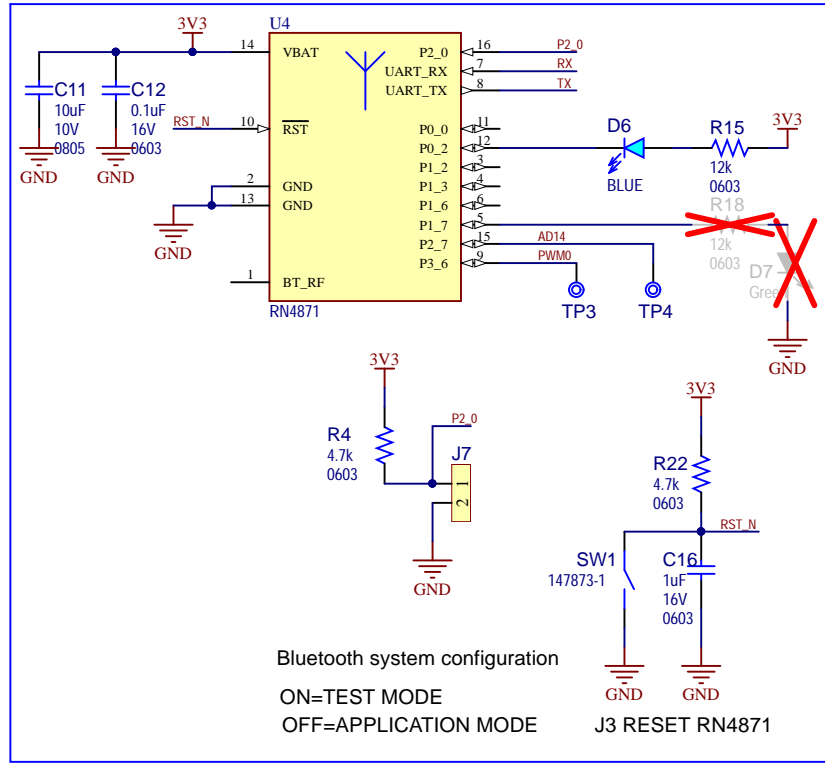 3V3
U4
14 VBAT
P2_0 16 P2_0
UART_RX 7 RX
UART_TX 8 TX
C11
10uF
10V
0805
C12
0.1uF
16V
0603
GND
GND
RST_N 10 RST
P0_0 11
P0_2 12
P1_2 3
P1_3 4
P1_6 6
P1_7 5
P2_7 15 AD14
P3_6 9 PWM0
2 GND
13 GND
GND
1 BT_RF
RN4871
D6
BLUE
R15
12k
0603
3V3
R18
12k
0603
D7
Gree
GND
TP3
TP4
3V3
R4
4.7k
0603
P2_0
J7
1
2
GND
3V3
R22
4.7k
0603
RST_N
SW1
147873-1
C16
1uF
16V
0603
GND
GND
Bluetooth system configuration
ON=TEST MODE
OFF=APPLICATION MODE
J3 RESET RN4871